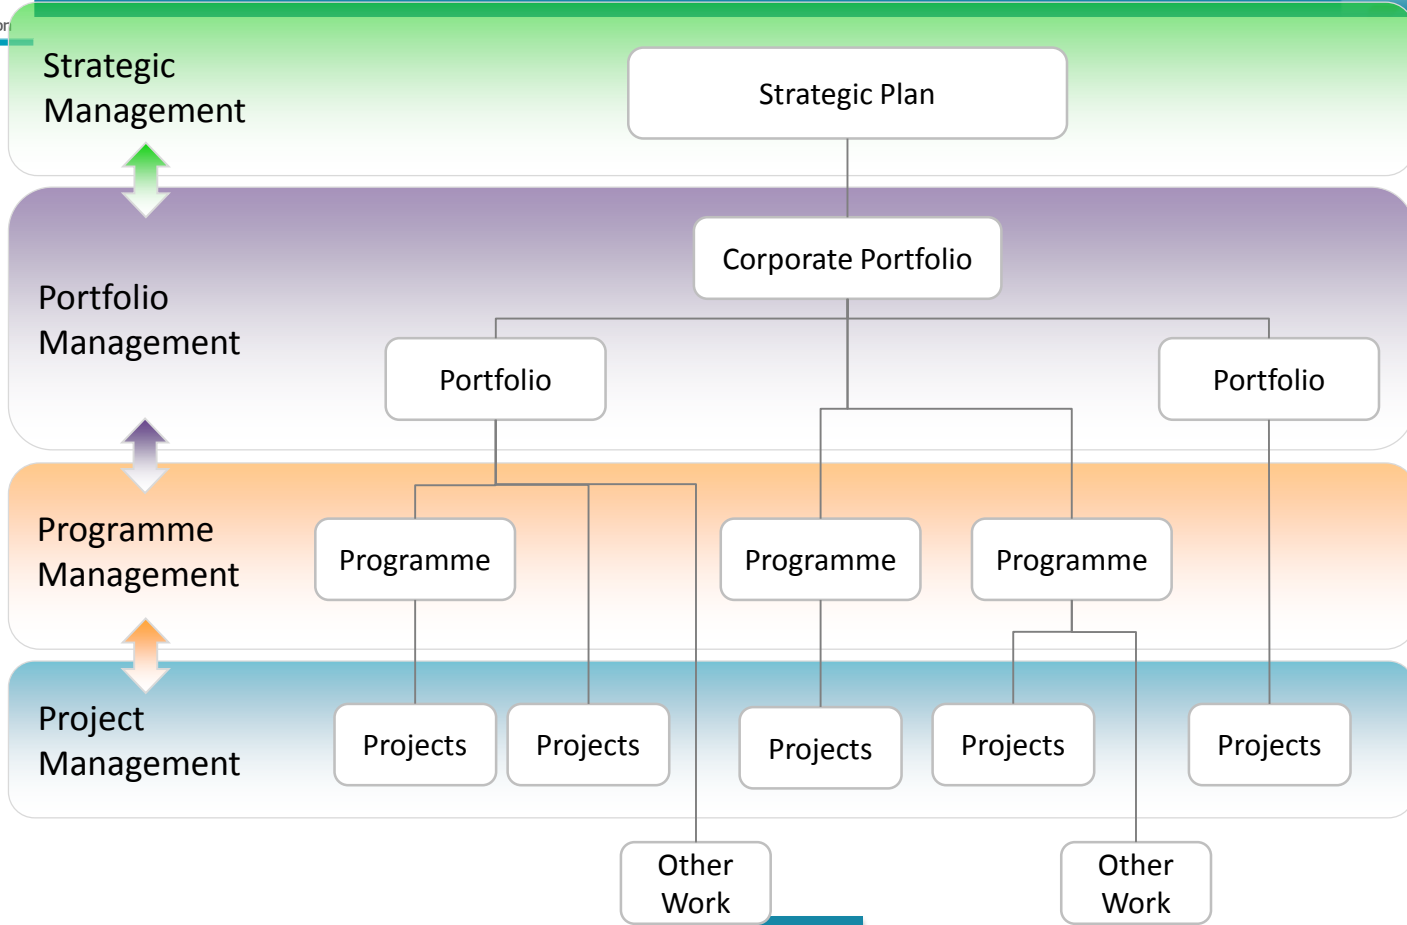 Strategic
Management
Strategic Plan
Corporate Portfolio
Portfolio
Management
Portfolio
Portfolio
Programme
Management
Programme
Programme
Programme
Project
Management
Projects
Projects
Projects
Projects
Projects
Other
Work
Other
Work